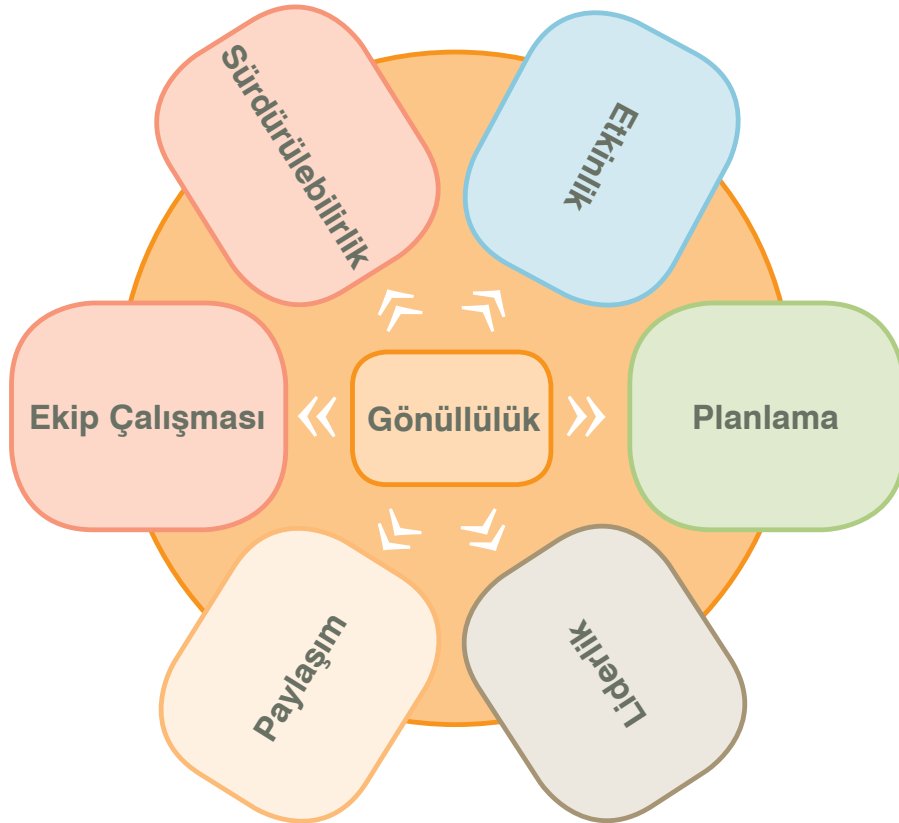 Sürdürülebilirlik
Etkinlik
Ekip Çalışması
Gönüllülük
Planlama
Paylaşım
Liderlik